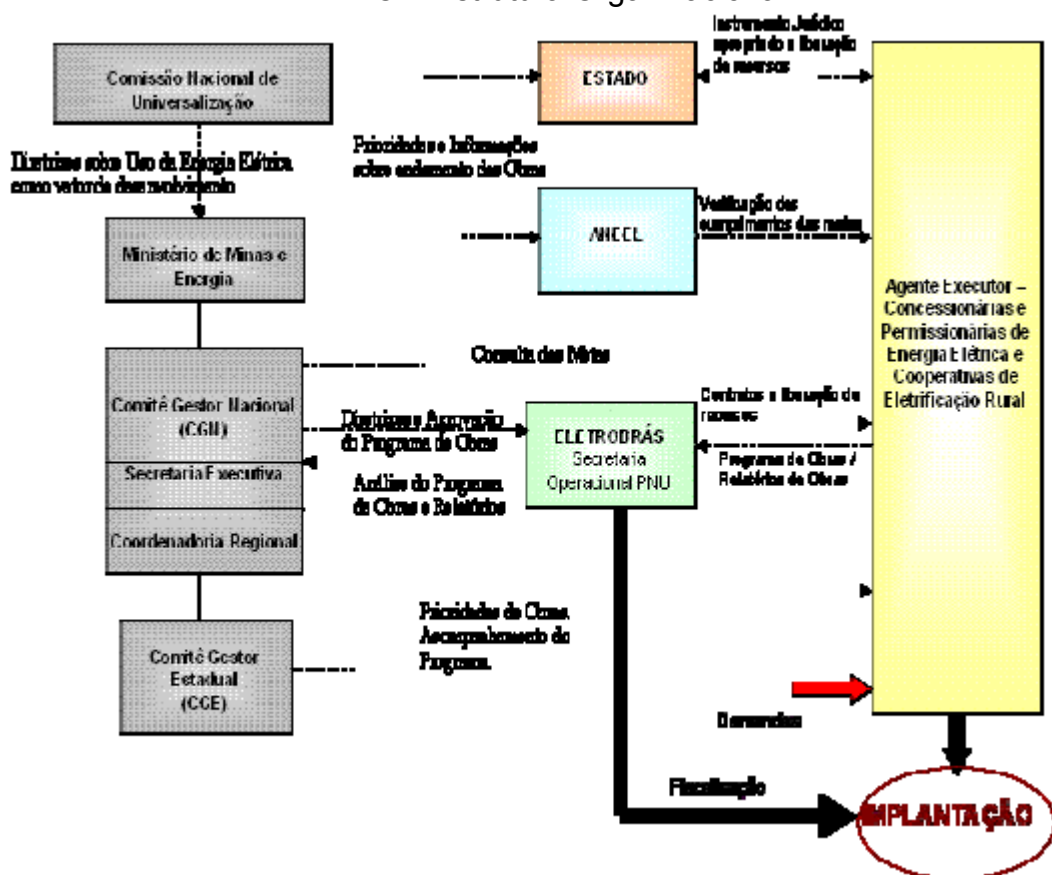 Estrutura Organizacional
Comissão Nacional de
Universalização
Diretrizes sobre Uso da Energia Elétrica
como vetor de desenvolvimento
Ministério de Minas e
Energia
Comitê Gestor Nacional
(CGN)
Secretaria Executiva
Coordenadoria Regional
Comitê Gestor
Estadual
(CGE)
ESTADO
Prioridades e Informações
sobre andamento das Obras
ANEEL
Consulta das Metas
Diretrizes e Aprovação
do Programa de Obras
Análise do Programa
de Obras e Relatórios
ELETROBRÁS
Secretaria
Operacional PNU
Prioridades de Obras
Acompanhamento do
Programa
Instrumento Jurídico
apropriado a alocação
de recursos
Verificação dos
cumprimentos das metas
Contratos e alocação de
recursos
Programa de Obras /
Relatórios de Obras
Agente Executor –
Concessionárias e
Permissionárias de
Energia Elétrica e
Cooperativas de
Eletrificação Rural
Demandas
Fiscalização
IMPLANTAÇÃO